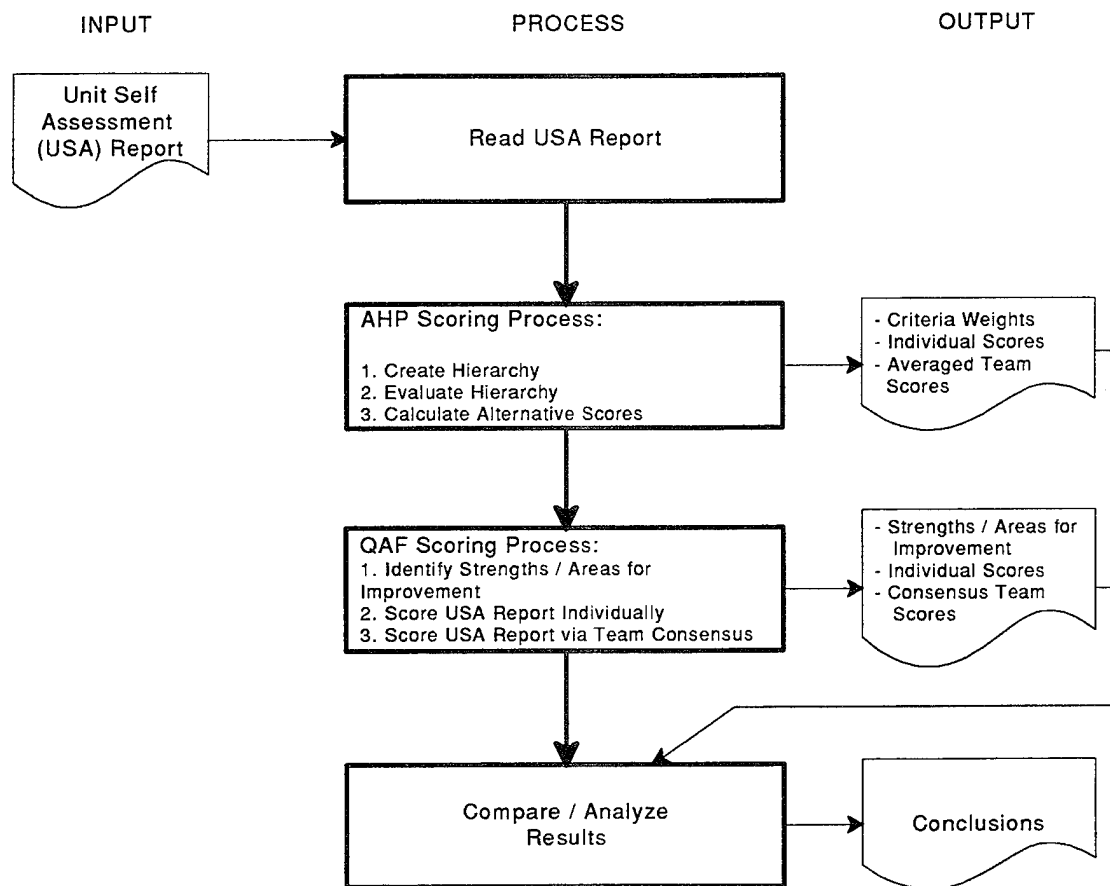 INPUT
PROCESS
OUTPUT
Unit Self
Assessment
(USA) Report
Read USA Report
AHP Scoring Process:
1. Create Hierarchy
2. Evaluate Hierarchy
3. Calculate Alternative Scores
- Criteria Weights
- Individual Scores
- Averaged Team
Scores
QAF Scoring Process:
1. Identify Strengths / Areas for
Improvement
2. Score USA Report Individually
3. Score USA Report via Team Consensus
- Strengths / Areas for
Improvement
- Individual Scores
- Consensus Team
Scores
Compare / Analyze
Results
Conclusions